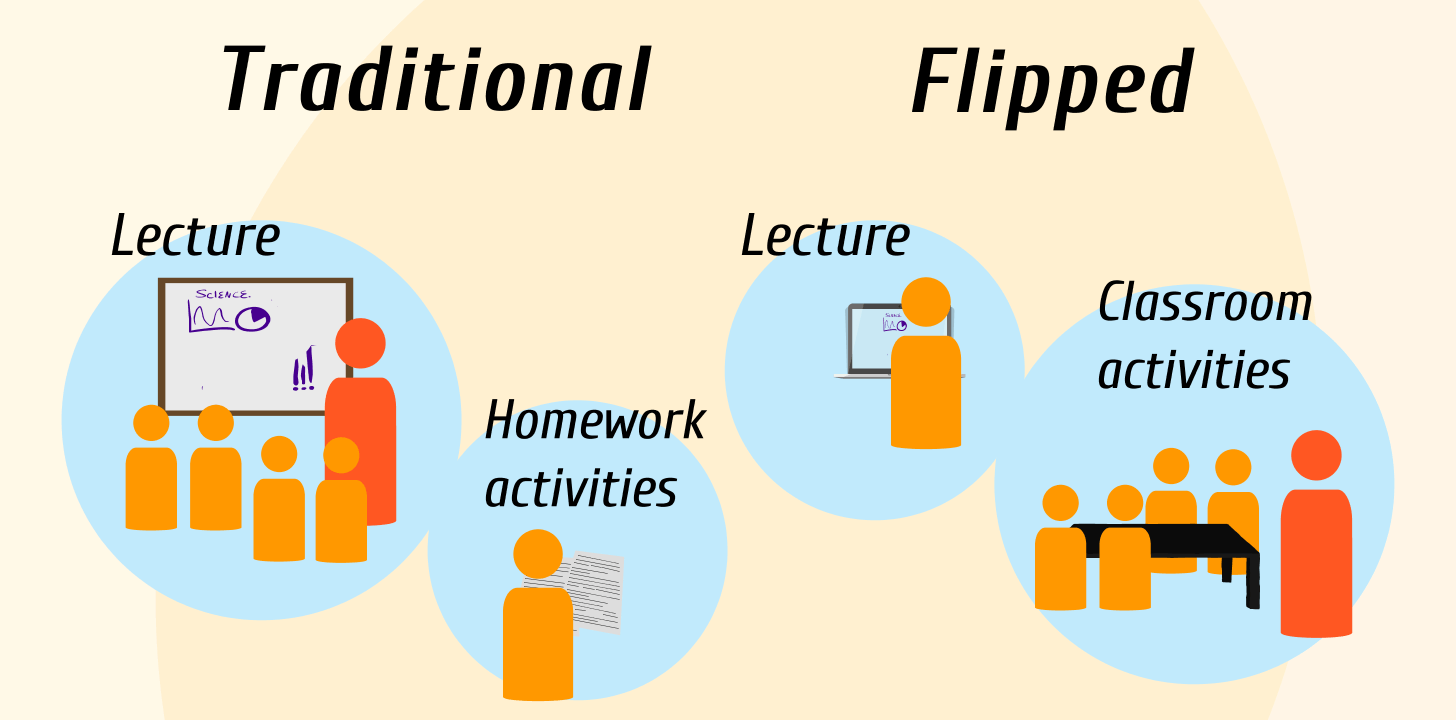 Traditional
Flipped
Lecture
SCIENCE.
Homework
activities
Lecture
Classroom
activities